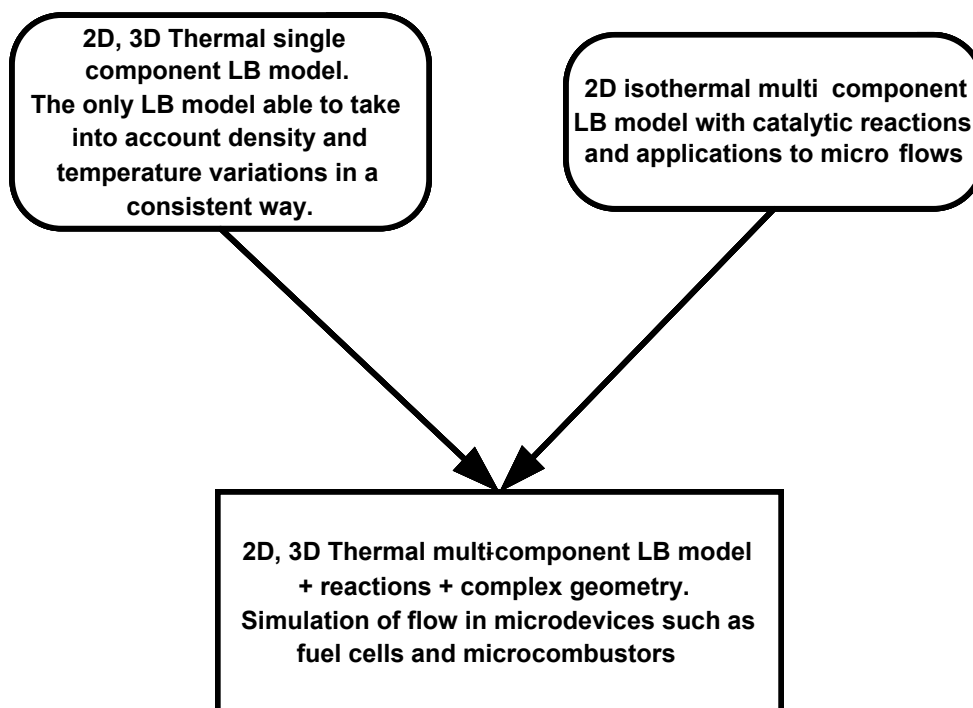 2D, 3D Thermal single
component LB model.
The only LB model able to take
into account density and
temperature variations in a
consistent way.
2D isothermal multi component
LB model with catalytic reactions
and applications to micro flows
2D, 3D Thermal multi-component LB model
+ reactions + complex geometry.
Simulation of flow in microdevices such as
fuel cells and microcombustors